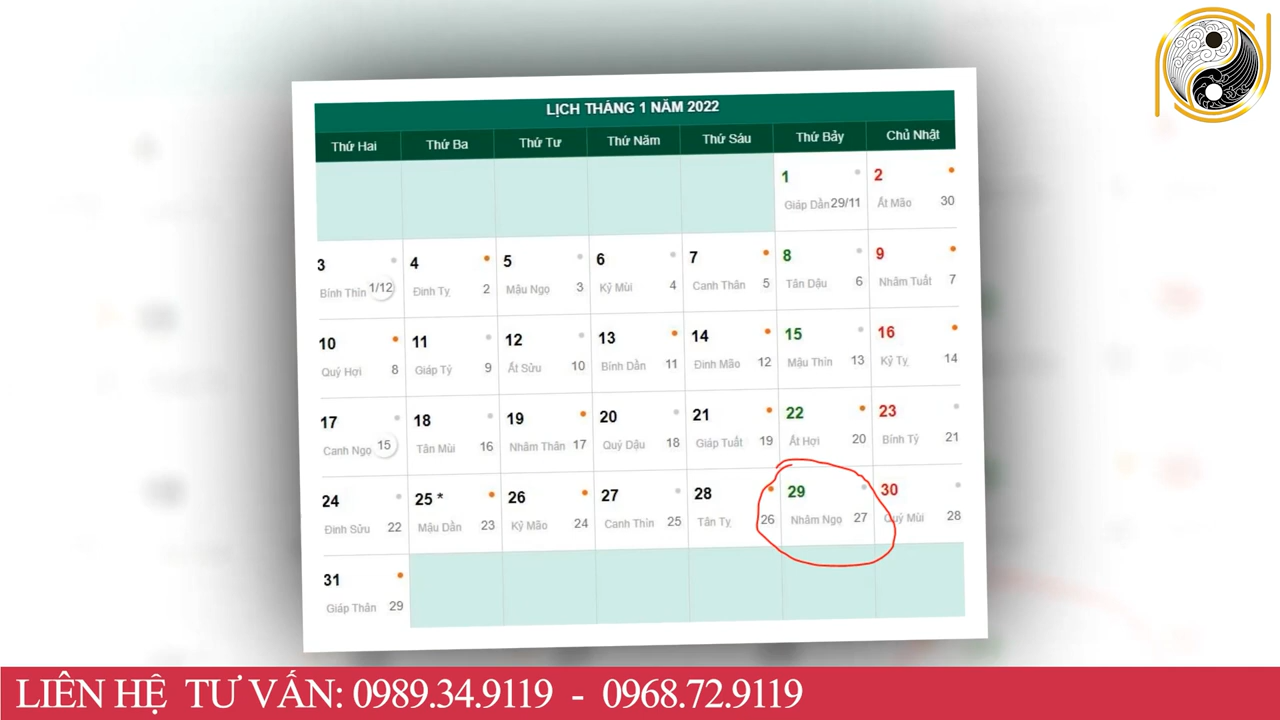 LỊCH THÁNG 1 NĂM 2022
Thứ Hai Thứ Ba Thứ Tư Thứ Năm Thứ Sáu Thứ Bảy Chủ Nhật
1 2
Giáp Dần 29/11 Ất Mão 30
3 4 5 6 7 8 9
Bính Thìn 1/12 Đinh Tỵ 2 Mậu Ngọ 3 Kỷ Mùi 4 Canh Thân 5 Tân Dậu 6 Nhâm Tuất 7
10 11 12 13 14 15 16
Quý Hợi 8 Giáp Tý 9 Ất Sửu 10 Bính Dần 11 Đinh Mão 12 Mậu Thìn 13 Kỷ Tỵ 14
17 18 19 20 21 22 23
Canh Ngọ 15 Tân Mùi 16 Nhâm Thân 17 Quý Dậu 18 Giáp Tuất 19 Ất Hợi 20 Bính Tý 21
24 25 * 26 27 28 29 30
Đinh Sửu 22 Mậu Dần 23 Kỷ Mão 24 Canh Thìn 25 Tân Tỵ 26 Nhâm Ngọ 27 Quý Mùi 28
31
Giáp Thân 29
LIÊN HỆ TƯ VẤN: 0989.34.9119 - 0968.72.9119